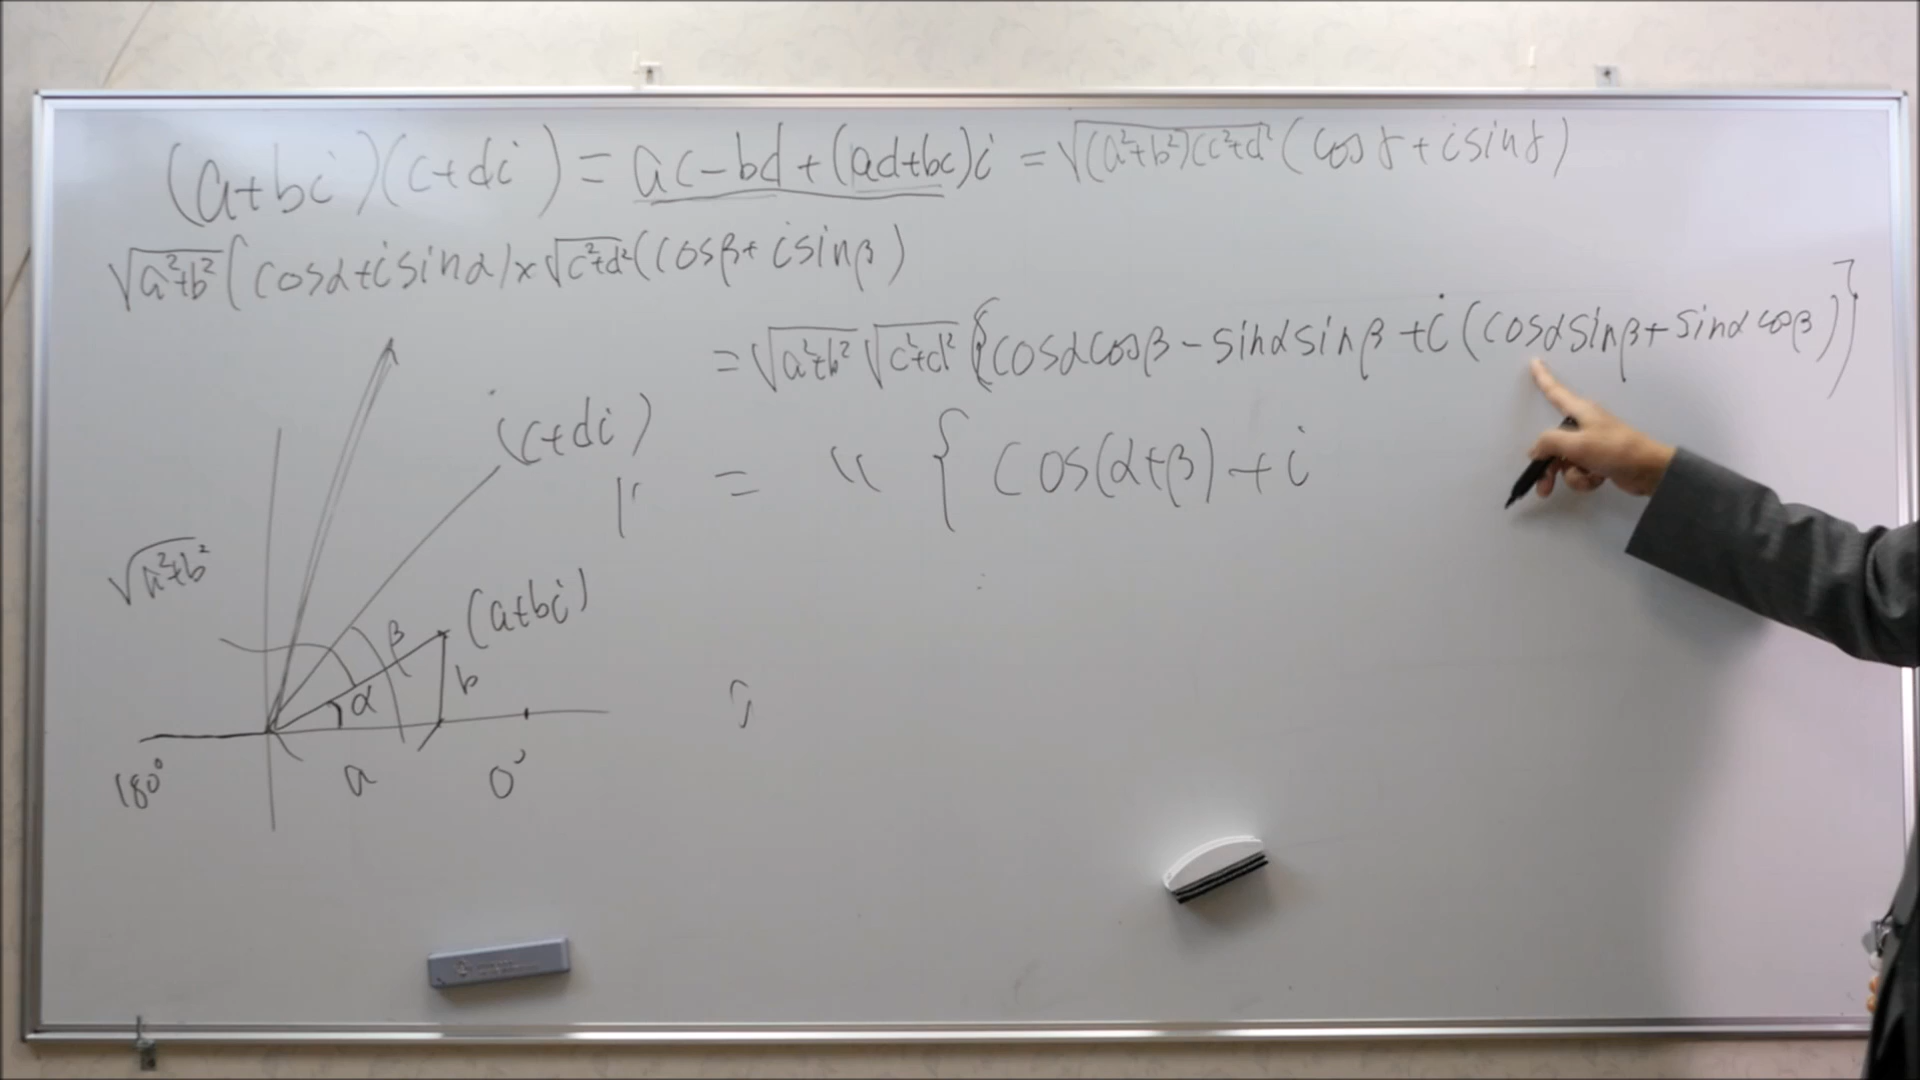 (a+bi)(c+di) = ac-bd+(ad+bc)i = √(a²+b²)(c²+d² (cosγ+isinγ)
√a²+b² (cosα+isinα)×√c²+d² (cosβ+isinβ)
= √a²+b² √c²+d² {cosαcosβ-sinαsinβ+i(cosαsinβ+sinαcosβ)}
= 〃 { cos(α+β)+i
(c+di)
√a²+b²
(a+bi)
β
α
b
180°
a
0°